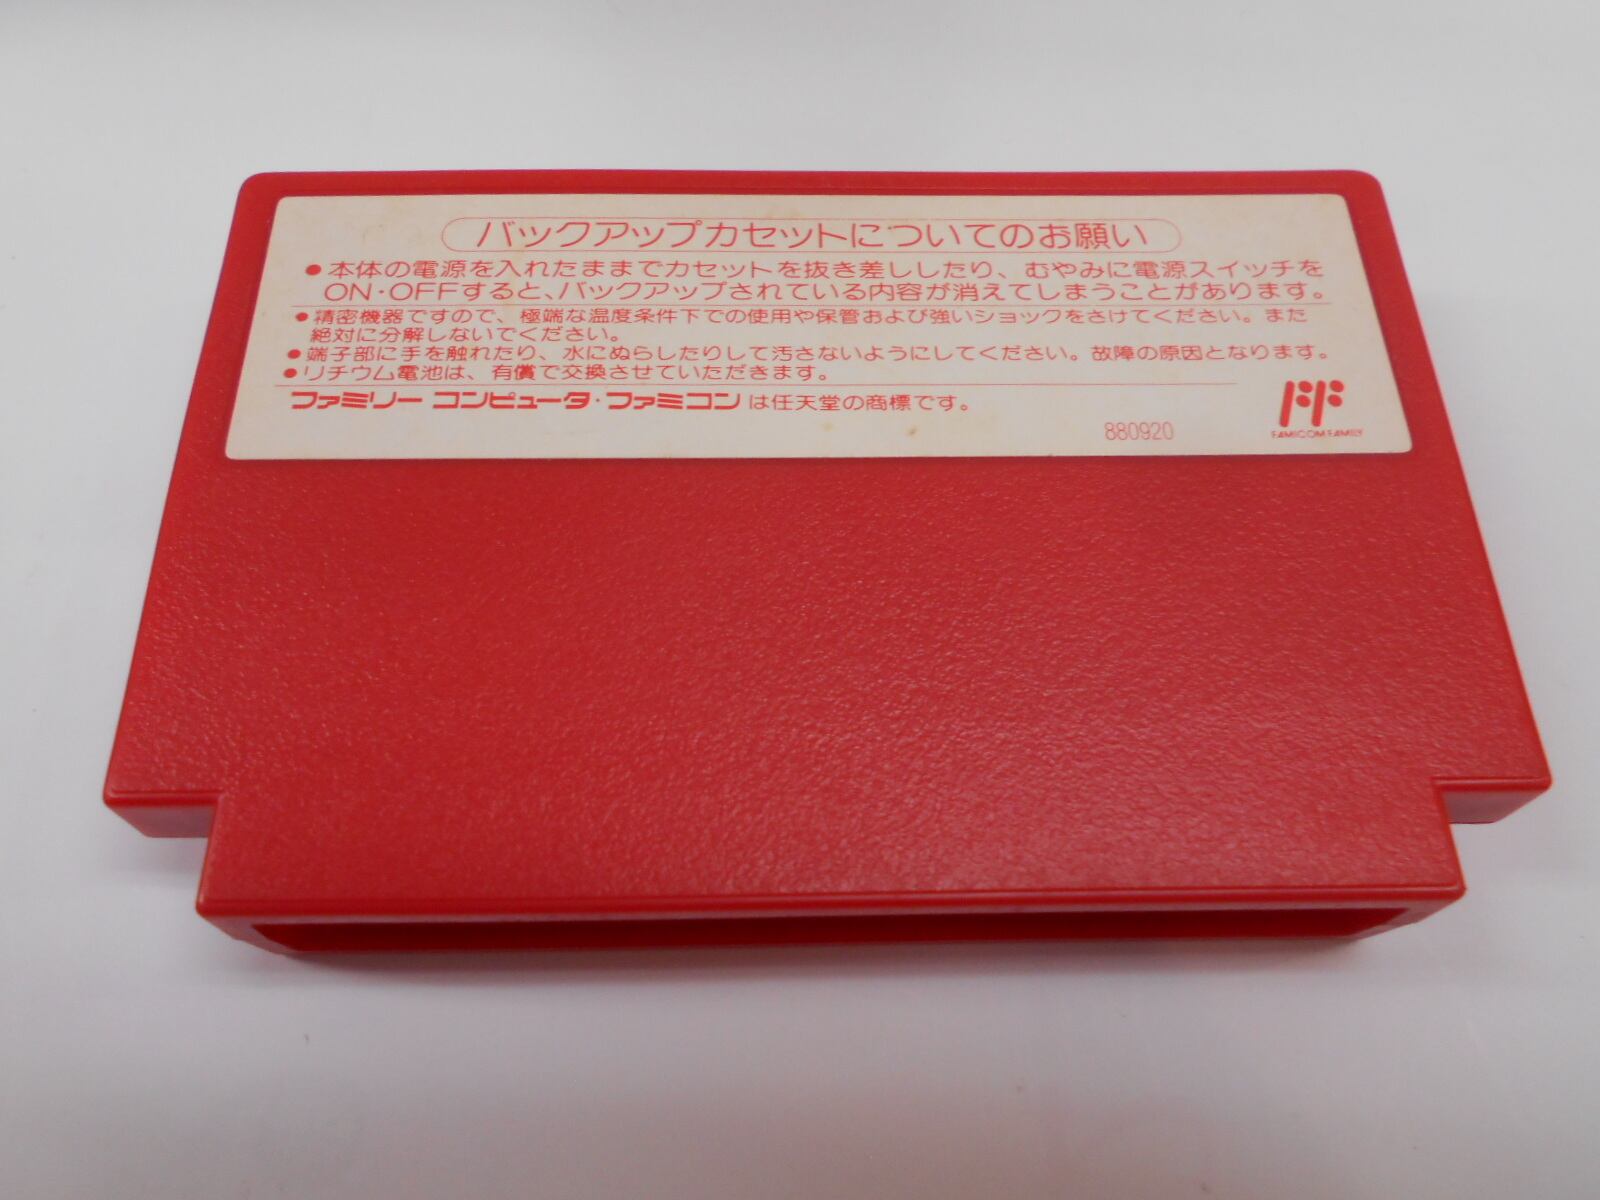 バックアップカセットについてのお願い
●本体の電源を入れたままでカセットを抜き差ししたり、むやみに電源スイッチを
ON・OFFすると、バックアップされている内容が消えてしまうことがあります。
●精密機器ですので、極端な温度条件下での使用や保管および強いショックをさけてください。また
絶対に分解しないでください。
●端子部に手を触れたり、水にぬらしたりして汚さないようにしてください。故障の原因となります。
●リチウム電池は、有償で交換させていただきます。
ファミリー コンピュータ・ファミコン は任天堂の商標です。
880920
FF
FAMICOM FAMILY